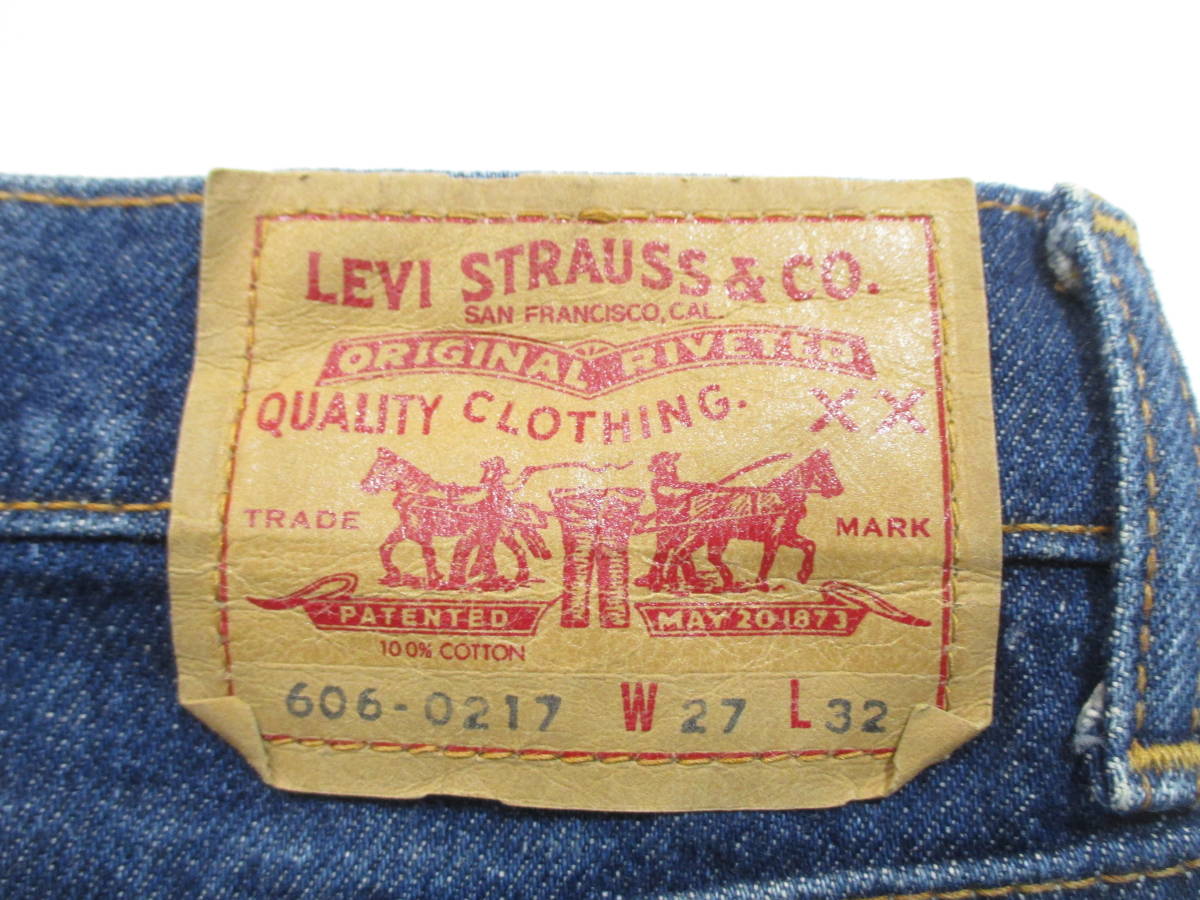 LEVI STRAUSS & CO.
SAN FRANCISCO, CAL.
ORIGINAL RIVETED
QUALITY CLOTHING. XX
TRADE MARK
PATENTED MAY 20 1873
100% COTTON
606-0217 W 27 L 32